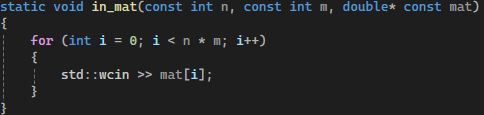 static void in_mat(const int n, const int m, double* const mat)
{
for (int i = 0; i < n * m; i++)
{
std::wcin >> mat[i];
}
}